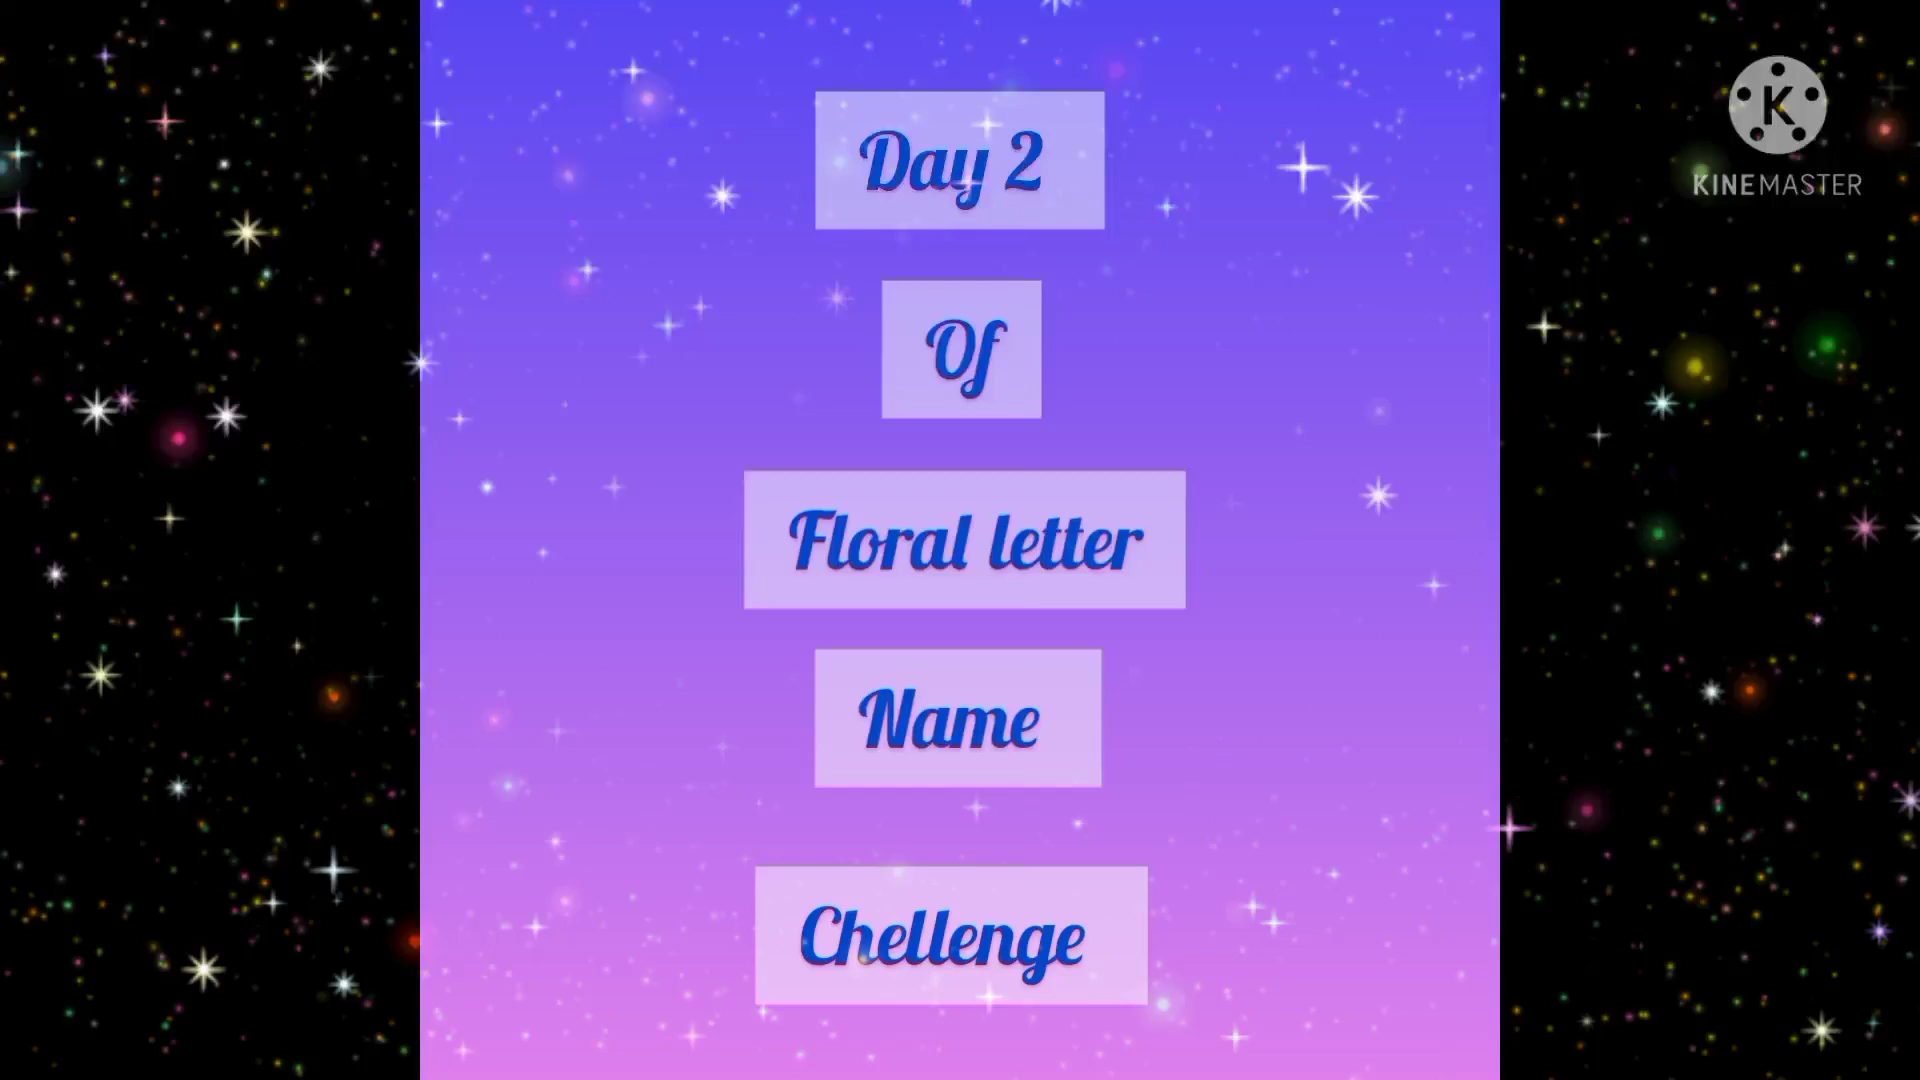 Day 2
Of
Floral letter
Name
Chellenge
K
KINEMASTER